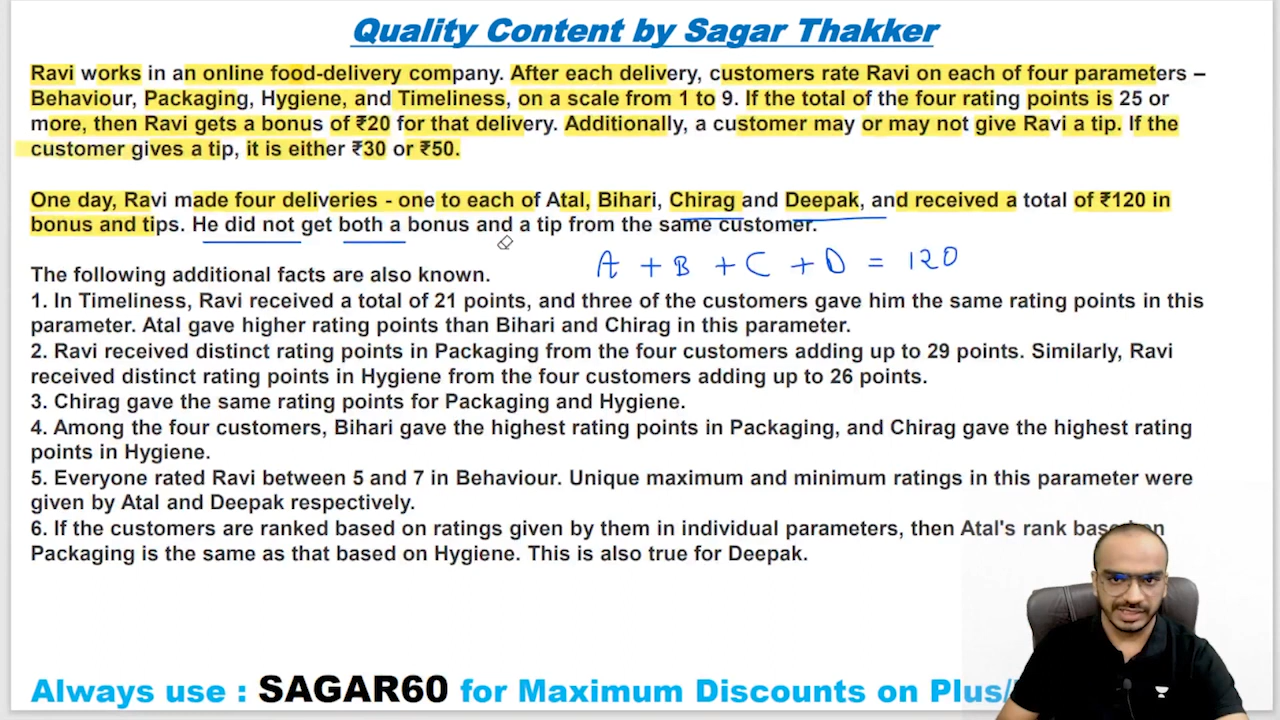 Quality Content by Sagar Thakker
Ravi works in an online food-delivery company. After each delivery, customers rate Ravi on each of four parameters –
Behaviour, Packaging, Hygiene, and Timeliness, on a scale from 1 to 9. If the total of the four rating points is 25 or
more, then Ravi gets a bonus of ₹20 for that delivery. Additionally, a customer may or may not give Ravi a tip. If the
customer gives a tip, it is either ₹30 or ₹50.
One day, Ravi made four deliveries - one to each of Atal, Bihari, Chirag and Deepak, and received a total of ₹120 in
bonus and tips. He did not get both a bonus and a tip from the same customer.
A + B + C + D = 120
The following additional facts are also known.
1. In Timeliness, Ravi received a total of 21 points, and three of the customers gave him the same rating points in this
parameter. Atal gave higher rating points than Bihari and Chirag in this parameter.
2. Ravi received distinct rating points in Packaging from the four customers adding up to 29 points. Similarly, Ravi
received distinct rating points in Hygiene from the four customers adding up to 26 points.
3. Chirag gave the same rating points for Packaging and Hygiene.
4. Among the four customers, Bihari gave the highest rating points in Packaging, and Chirag gave the highest rating
points in Hygiene.
5. Everyone rated Ravi between 5 and 7 in Behaviour. Unique maximum and minimum ratings in this parameter were
given by Atal and Deepak respectively.
6. If the customers are ranked based on ratings given by them in individual parameters, then Atal's rank based on
Packaging is the same as that based on Hygiene. This is also true for Deepak.
Always use : SAGAR60 for Maximum Discounts on Plus/